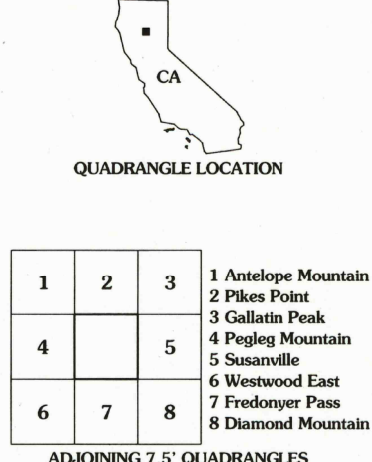 CA
QUADRANGLE LOCATION
1 2 3
4 5
6 7 8
1 Antelope Mountain
2 Pikes Point
3 Gallatin Peak
4 Pegleg Mountain
5 Susanville
6 Westwood East
7 Fredonyer Pass
8 Diamond Mountain
ADJOINING 7.5' QUADRANGLES